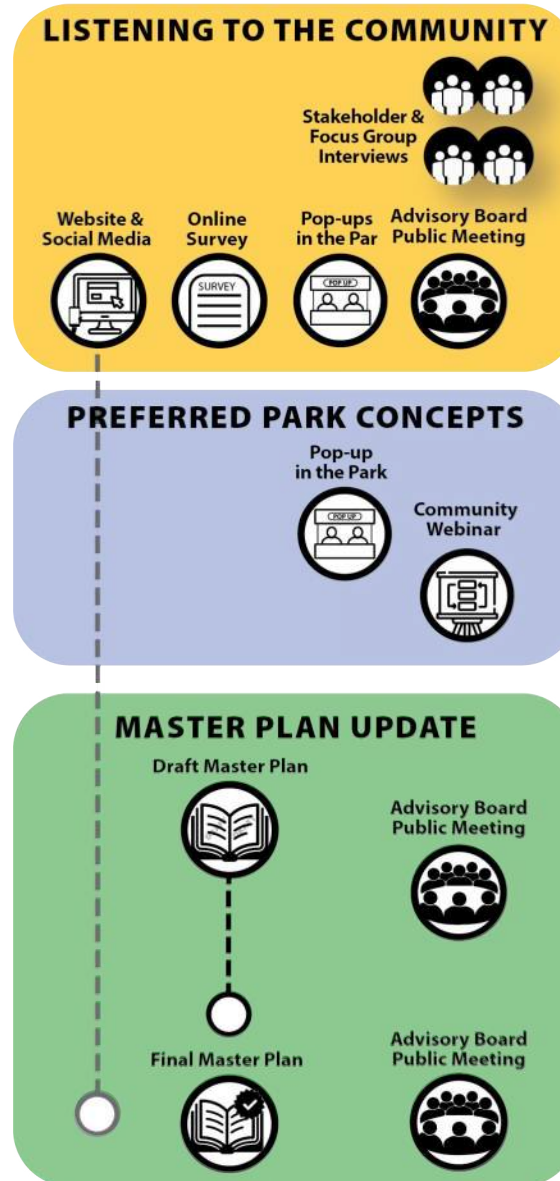 LISTENING TO THE COMMUNITY
Stakeholder &
Focus Group
Interviews
Website &
Social Media
Online
Survey
Pop-ups
in the Par
Advisory Board
Public Meeting
SURVEY
POP UP
PREFERRED PARK CONCEPTS
Pop-up
in the Park
POP UP
Community
Webinar
MASTER PLAN UPDATE
Draft Master Plan
Advisory Board
Public Meeting
Final Master Plan
Advisory Board
Public Meeting